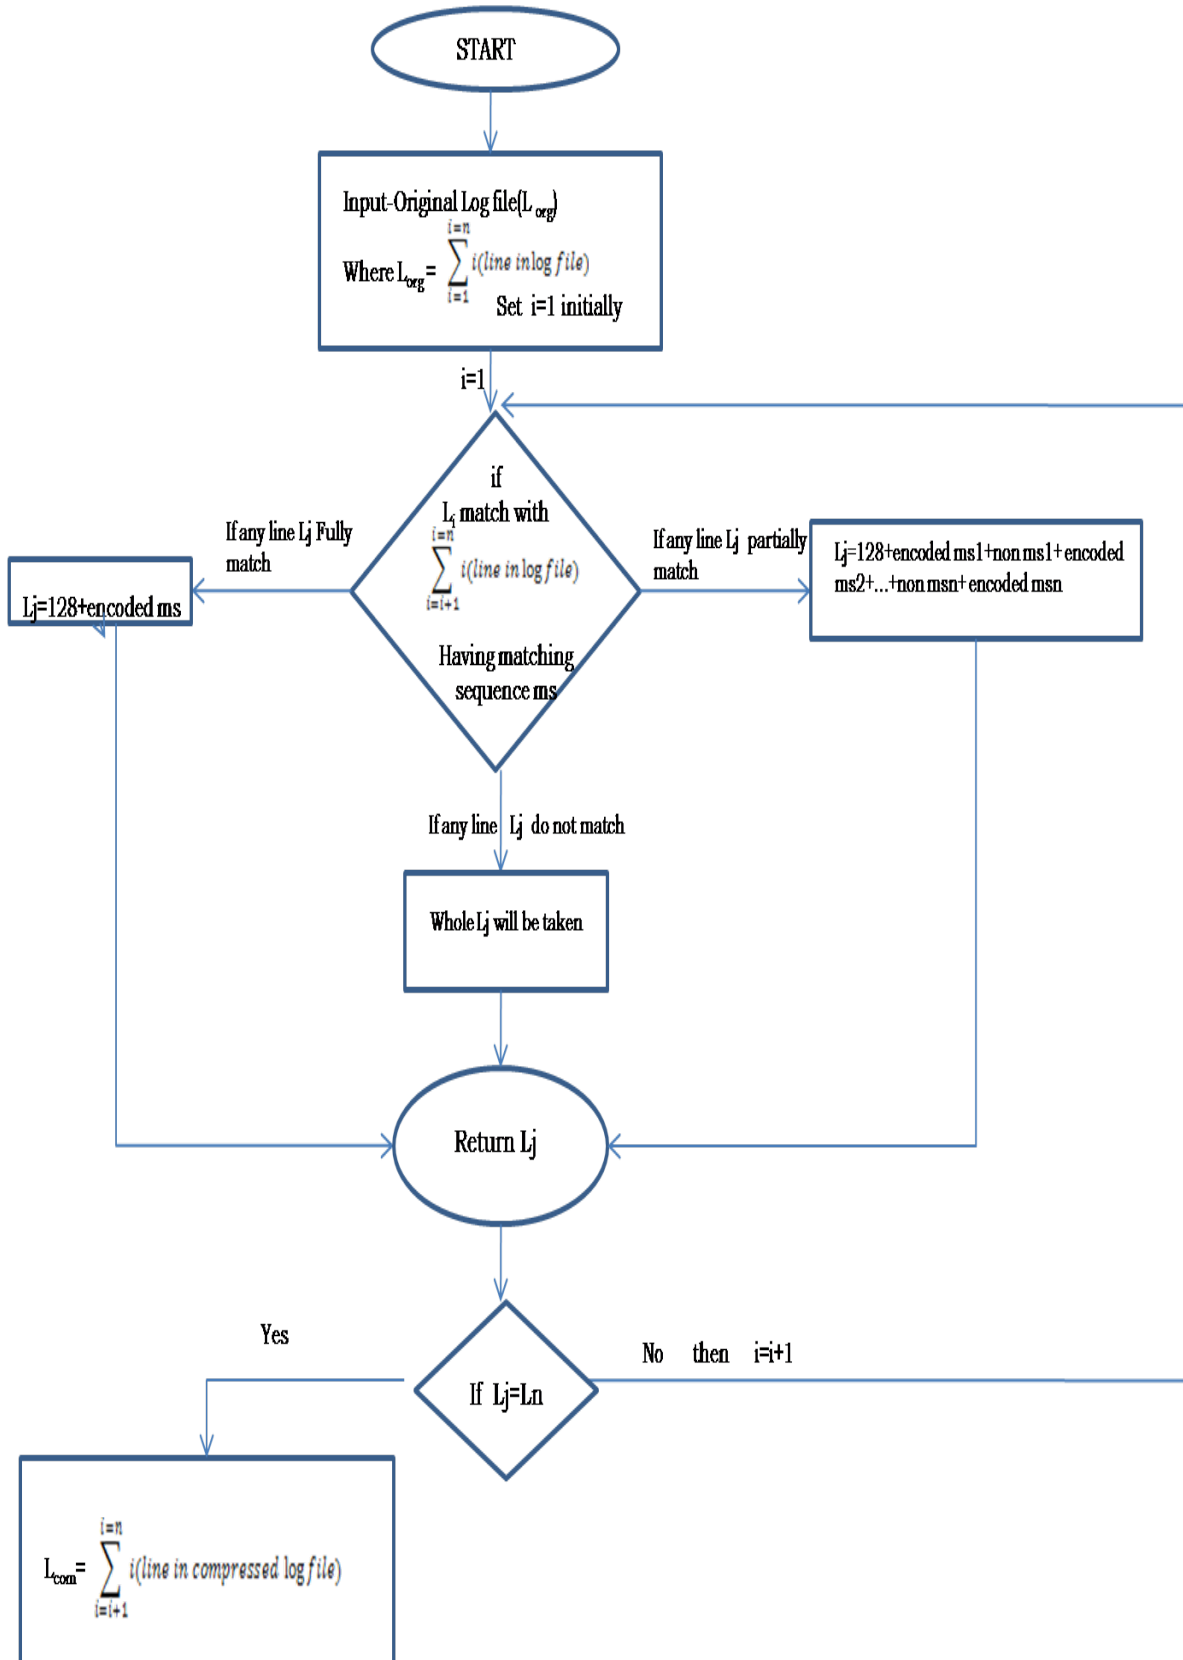 START
Input-Original Log file(L org)
i=n
Where Lorg= ∑ i(line in log file)
i=1
Set i=1 initially
i=1
if
Li match with
i=n
∑ i(line in log file)
i=i+1
Having matching
sequence ms
If any line Lj Fully
match
Lj=128+encoded ms
If any line Lj partially
match
Lj=128+encoded ms1+non ms1+ encoded
ms2+...+non msn+ encoded msn
If any line Lj do not match
Whole Lj will be taken
Return Lj
If Lj=Ln
Yes
No then i=i+1
i=n
Lcom= ∑ i(line in compressed log file)
i=i+1